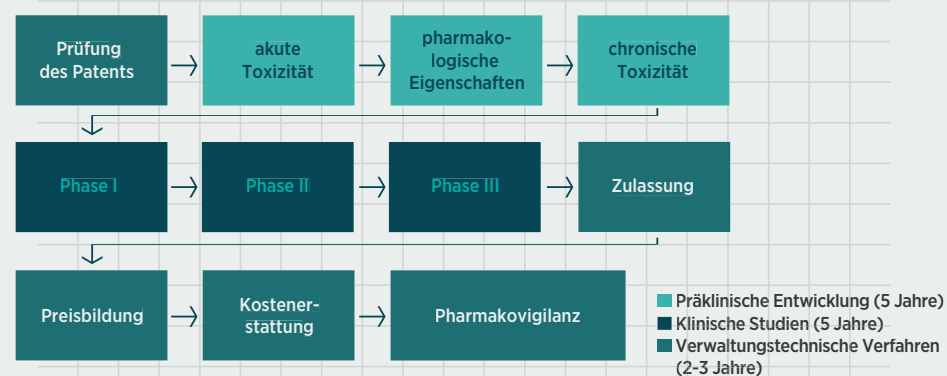 Prüfung
des Patents
akute
Toxizität
pharmako-
logische
Eigenschaften
chronische
Toxizität
Phase I
Phase II
Phase III
Zulassung
Preisbildung
Kostener-
stattung
Pharmakovigilanz
Präklinische Entwicklung (5 Jahre)
Klinische Studien (5 Jahre)
Verwaltungstechnische Verfahren
(2-3 Jahre)